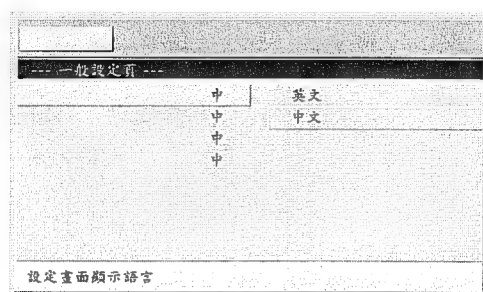 --- 一般設定頁 ---
中 英文
中 中文
中
中
設定畫面顯示語言